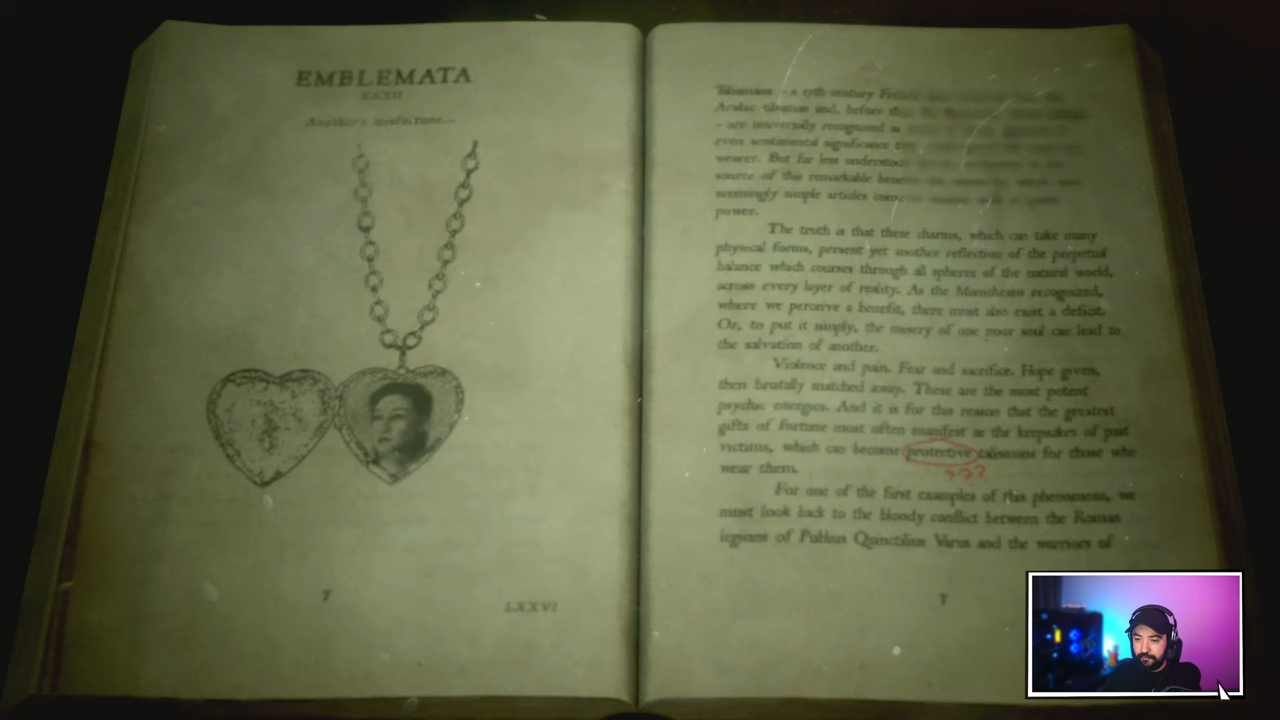 EMBLEMATA
XXXII
Another's misfortune...
LXXVI
Talismans – a 17th century
Arabic tilsman and, before
– are universally recognized as
even sentimental significance
wearer. But far less understood
source of this remarkable
seemingly simple articles
power.
The truth is that these charms, which can take many
physical forms, present yet another reflection of the perpetual
balance which courses through all spheres of the natural world,
across every layer of reality. As the Manicheans recognized,
where we perceive a benefit, there must also exist a deficit.
Or, to put it simply, the misery of one poor soul can lead to
the salvation of another.
Violence and pain. Fear and sacrifice. Hope given,
then brutally snatched away. These are the most potent
psychic energies. And it is for this reason that the greatest
gifts of fortune most often manifest as the keepsakes of past
victims, which can become protective talismans for those who
???
wear them.
For one of the first examples of this phenomena, we
must look back to the bloody conflict between the Roman
legions of Publius Quinctilius Varus and the warriors of
T